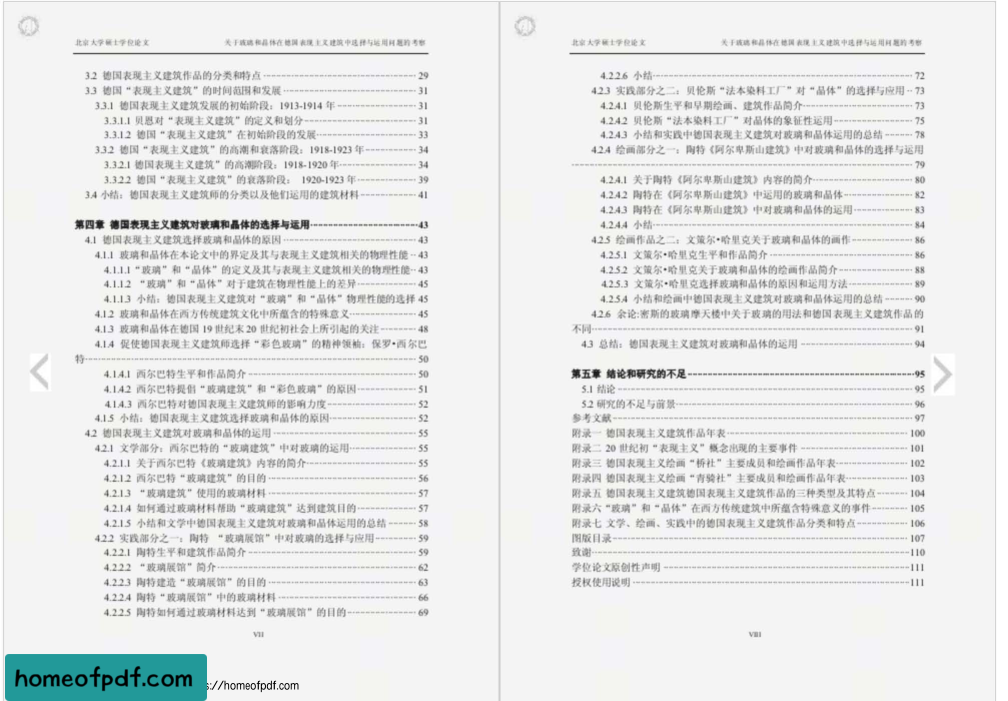 北京大学硕士学位论文 关于玻璃和晶体在德国表现主义建筑中选择与运用问题的考察
3.2 德国表现主义建筑作品的分类和特点 29
3.3 德国“表现主义建筑”的时间范围和发展 31
3.3.1 德国表现主义建筑发展的初始阶段：1913-1914 年 31
3.3.1.1 贝恩对“表现主义建筑”的定义和划分 31
3.3.1.2 德国“表现主义建筑”在初始阶段的发展 33
3.3.2 德国“表现主义建筑”的高潮和衰落阶段：1918-1923 年 34
3.3.2.1 德国表现主义建筑”的高潮阶段：1918-1920 年 34
3.3.2.2 德国“表现主义建筑”的衰落阶段： 1920-1923 年 39
3.4 小结：德国表现主义建筑师的分类以及他们运用的建筑材料 41
第四章 德国表现主义建筑对玻璃和晶体的选择与运用 43
4.1 德国表现主义建筑选择玻璃和晶体的原因 43
4.1.1 玻璃和晶体在本论文中的界定及其与表现主义建筑相关的物理性能 43
4.1.1.1“玻璃”和“晶体”的定义及其与表现主义建筑相关的物理性能 43
4.1.1.2 “玻璃”和“晶体”对于建筑在物理性能上的差异 45
4.1.1.3 小结：德国表现主义建筑对“玻璃”和“晶体”物理性能的选择 45
4.1.2 玻璃和晶体在西方传统建筑文化中所蕴含的特殊意义 45
4.1.3 玻璃和晶体在德国 19 世纪末 20 世纪初社会上所引起的关注 48
4.1.4 促使德国表现主义建筑师选择“彩色玻璃”的精神领袖：保罗•西尔巴
特 50
4.1.4.1 西尔巴特生平和作品简介 50
4.1.4.2 西尔巴特提倡“玻璃建筑”和“彩色玻璃”的原因 51
4.1.4.3 西尔巴特对德国表现主义建筑师的影响力度 52
4.1.5 小结：德国表现主义建筑选择玻璃和晶体的原因 52
4.2 德国表现主义建筑对玻璃和晶体的运用 55
4.2.1 文学部分：西尔巴特的“玻璃建筑”中对玻璃的运用 55
4.2.1.1 关于西尔巴特《玻璃建筑》内容的简介 55
4.2.1.2 西尔巴特“玻璃建筑”的目的 56
4.2.1.3 “玻璃建筑”使用的玻璃材料 57
4.2.1.4 如何通过玻璃材料帮助“玻璃建筑”达到建筑目的 57
4.2.1.5 小结和文学中德国表现主义建筑对玻璃和晶体运用的总结 58
4.2.2 实践部分之一：陶特 “玻璃展馆”中对玻璃的选择与应用 59
4.2.2.1 陶特生平和建筑作品简介 59
4.2.2.2 “玻璃展馆”简介 62
4.2.2.3 陶特建造“玻璃展馆”的目的 63
4.2.2.4 陶特“玻璃展馆”中的玻璃材料 66
4.2.2.5 陶特如何通过玻璃材料达到“玻璃展馆”的目的 69
VII
北京大学硕士学位论文 关于玻璃和晶体在德国表现主义建筑中选择与运用问题的考察
4.2.2.6 小结 72
4.2.3 实践部分之二：贝伦斯“法本染料工厂”对“晶体”的选择与应用 73
4.2.4.1 贝伦斯生平和早期绘画、建筑作品简介 73
4.2.4.2 贝伦斯“法本染料工厂”对晶体的象征性运用 75
4.2.4.3 小结和实践中德国表现主义建筑对玻璃和晶体运用的总结 78
4.2.4 绘画部分之一：陶特《阿尔卑斯山建筑》中对玻璃和晶体的选择与运用
79
4.2.4.1 关于陶特《阿尔卑斯山建筑》内容的简介 80
4.2.4.2 陶特在《阿尔卑斯山建筑》中运用的玻璃和晶体 82
4.2.4.3 陶特在《阿尔卑斯山建筑》中对玻璃和晶体的运用 83
4.2.4.4 小结 84
4.2.5 绘画作品之二：文策尔•哈里克关于玻璃和晶体的画作 86
4.2.5.1 文策尔•哈里克生平和作品简介 86
4.2.5.2 文策尔•哈里克关于玻璃和晶体的绘画作品简介 88
4.2.5.3 文策尔•哈里克选择玻璃和晶体的原因和运用方法 89
4.2.5.4 小结和绘画中德国表现主义建筑对玻璃和晶体运用的总结 90
4.2.6 余论:密斯的玻璃摩天楼中关于玻璃的用法和德国表现主义建筑作品的
不同 91
4.3 总结：德国表现主义建筑对玻璃和晶体的运用 94
第五章 结论和研究的不足 95
5.1 结论 95
5.2 研究的不足与前景 96
参考文献 97
附录一 德国表现主义建筑作品年表 100
附录二 20 世纪初“表现主义”概念出现的主要事件 101
附录三 德国表现主义绘画“桥社”主要成员和绘画作品年表 102
附录四 德国表现主义绘画“青骑社”主要成员和绘画作品年表 103
附录五 德国表现主义建筑德国表现主义建筑作品的三种类型及其特点 104
附录六 “玻璃”和“晶体”在西方传统建筑中所蕴含特殊意义的事件 105
附录七 文学、绘画、实践中的德国表现主义建筑作品分类和特点 106
图版目录 107
致谢 110
学位论文原创性声明 111
授权使用说明 111
VIII
homeofpdf.com
s://homeofpdf.com